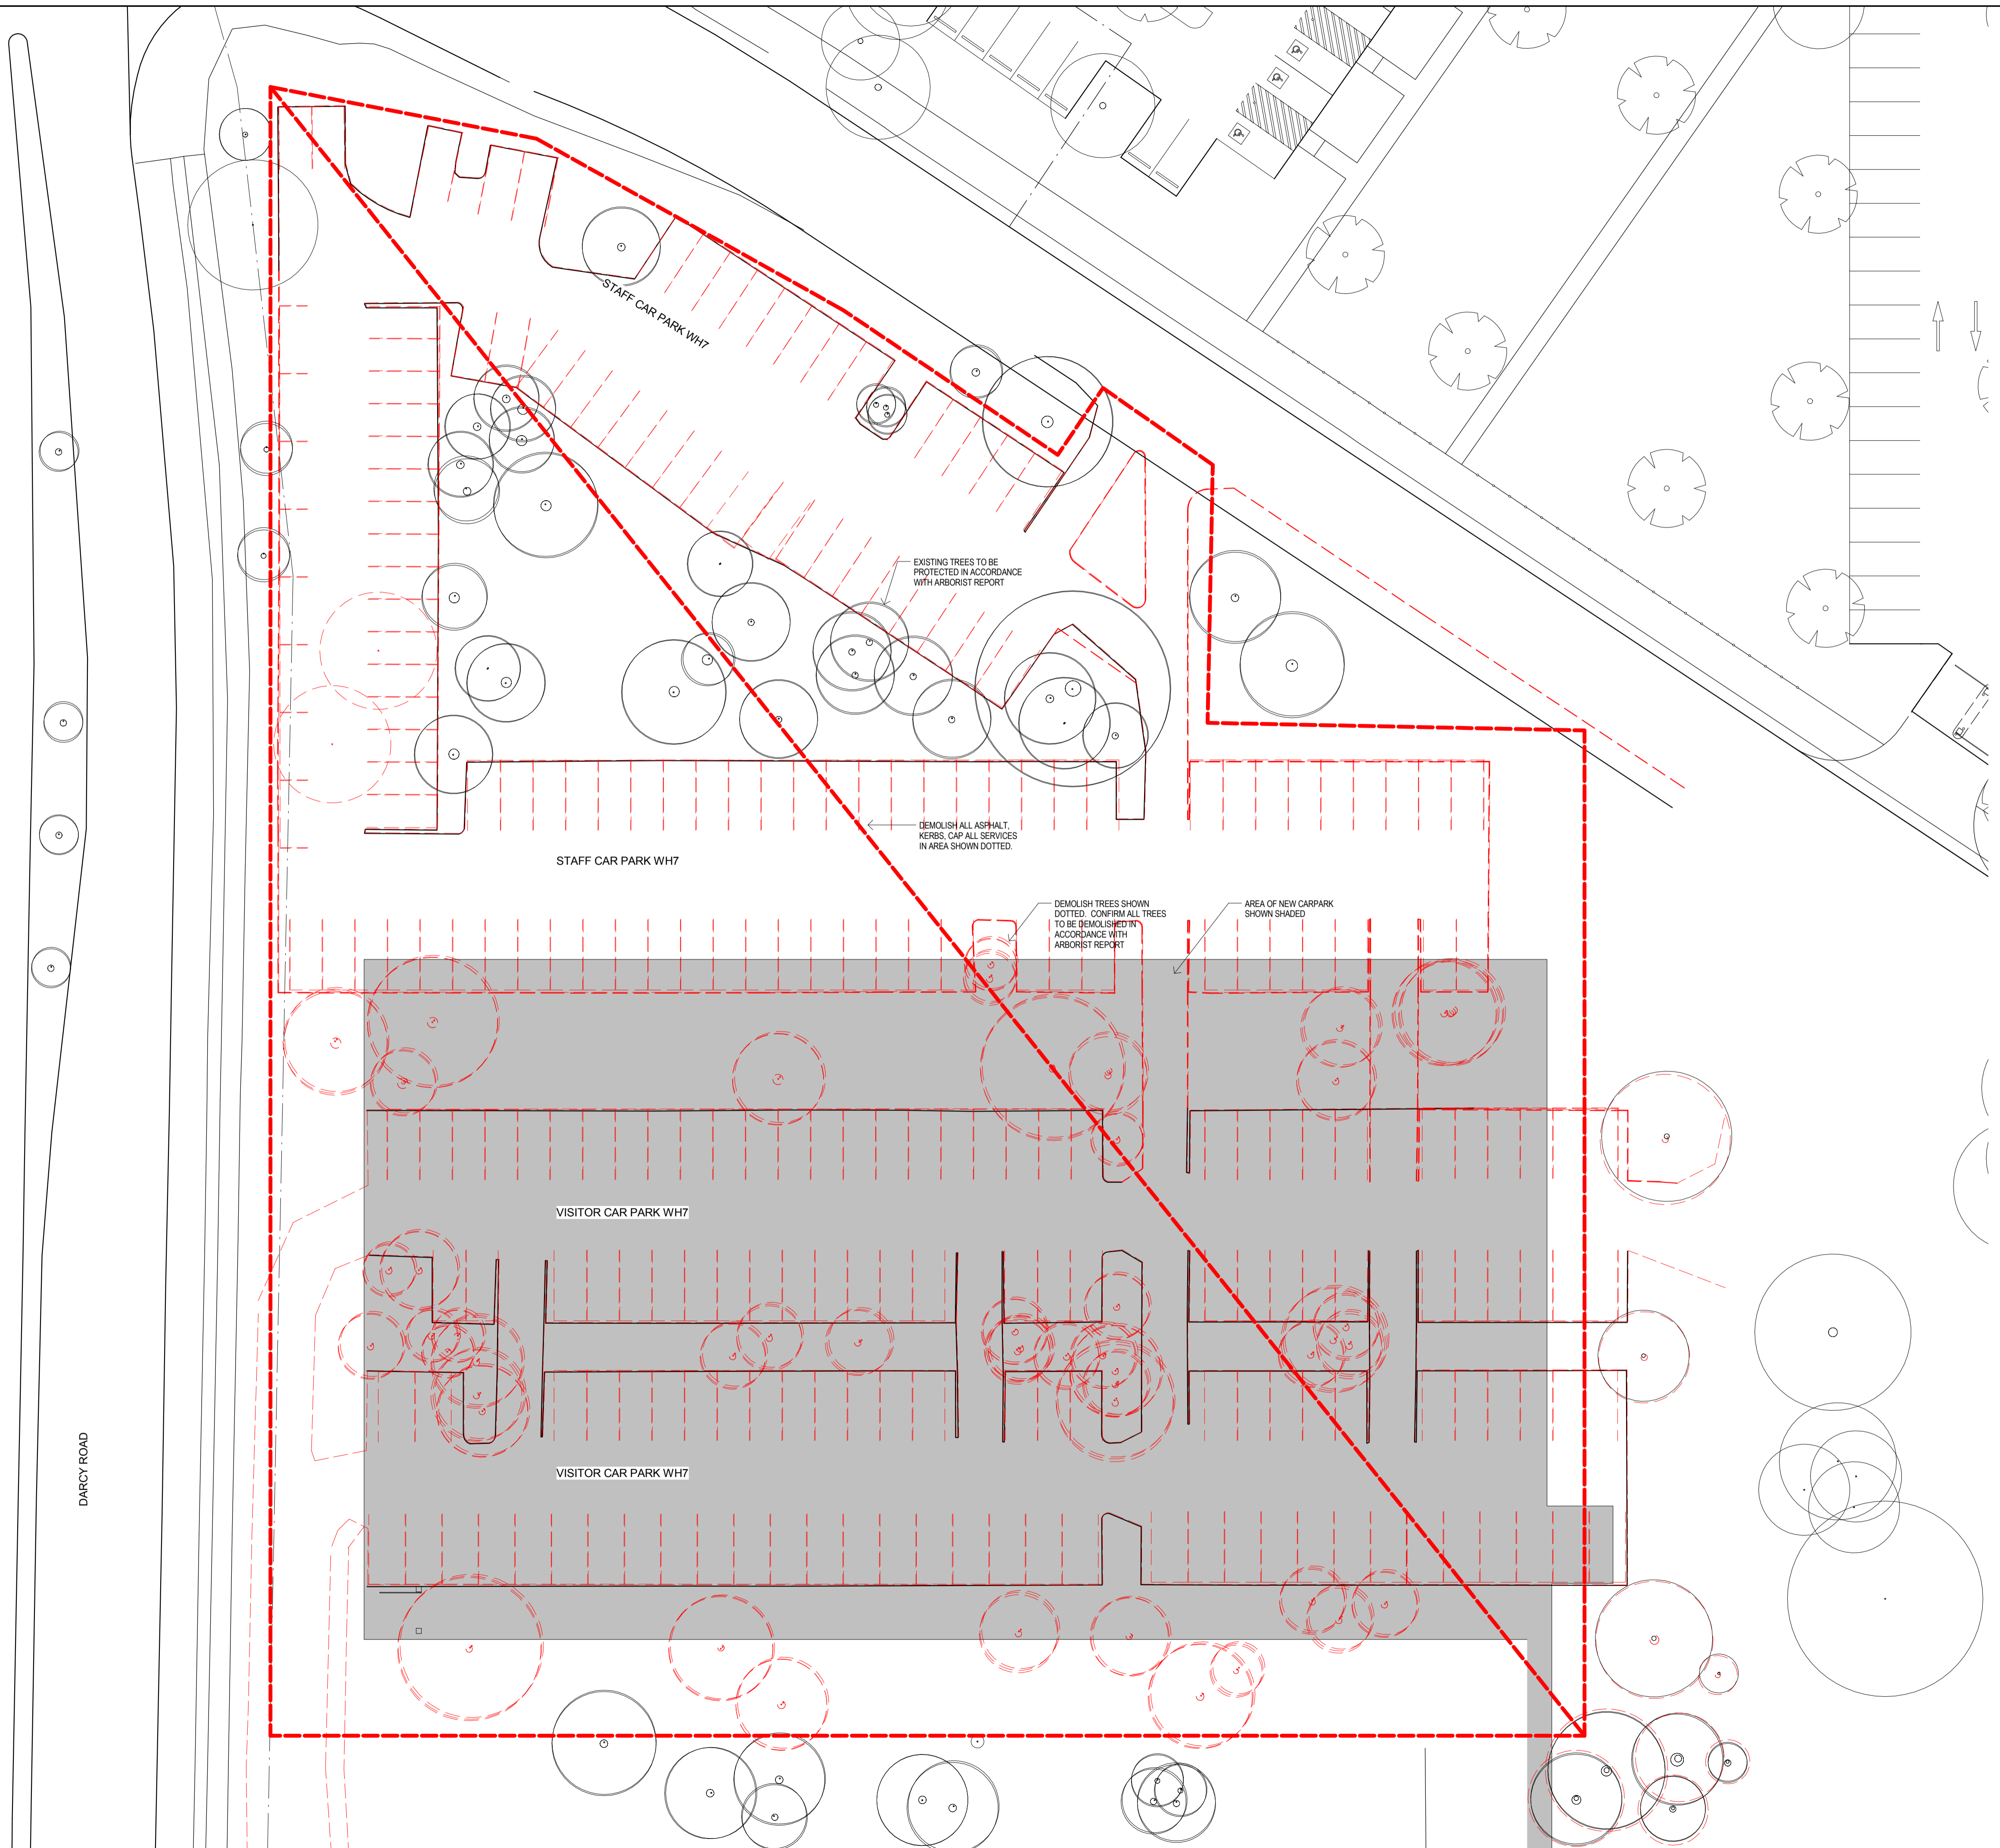 STAFF CAR PARK WH7
EXISTING TREES TO BE
PROTECTED IN ACCORDANCE
WITH ARBORIST REPORT
DEMOLISH ALL ASPHALT,
KERBS, CAP ALL SERVICES
IN AREA SHOWN DOTTED.
STAFF CAR PARK WH7
DEMOLISH TREES SHOWN
DOTTED. CONFIRM ALL TREES
TO BE DEMOLISHED IN
ACCORDANCE WITH
ARBORIST REPORT
AREA OF NEW CARPARK
SHOWN SHADED
VISITOR CAR PARK WH7
VISITOR CAR PARK WH7
DARCY ROAD